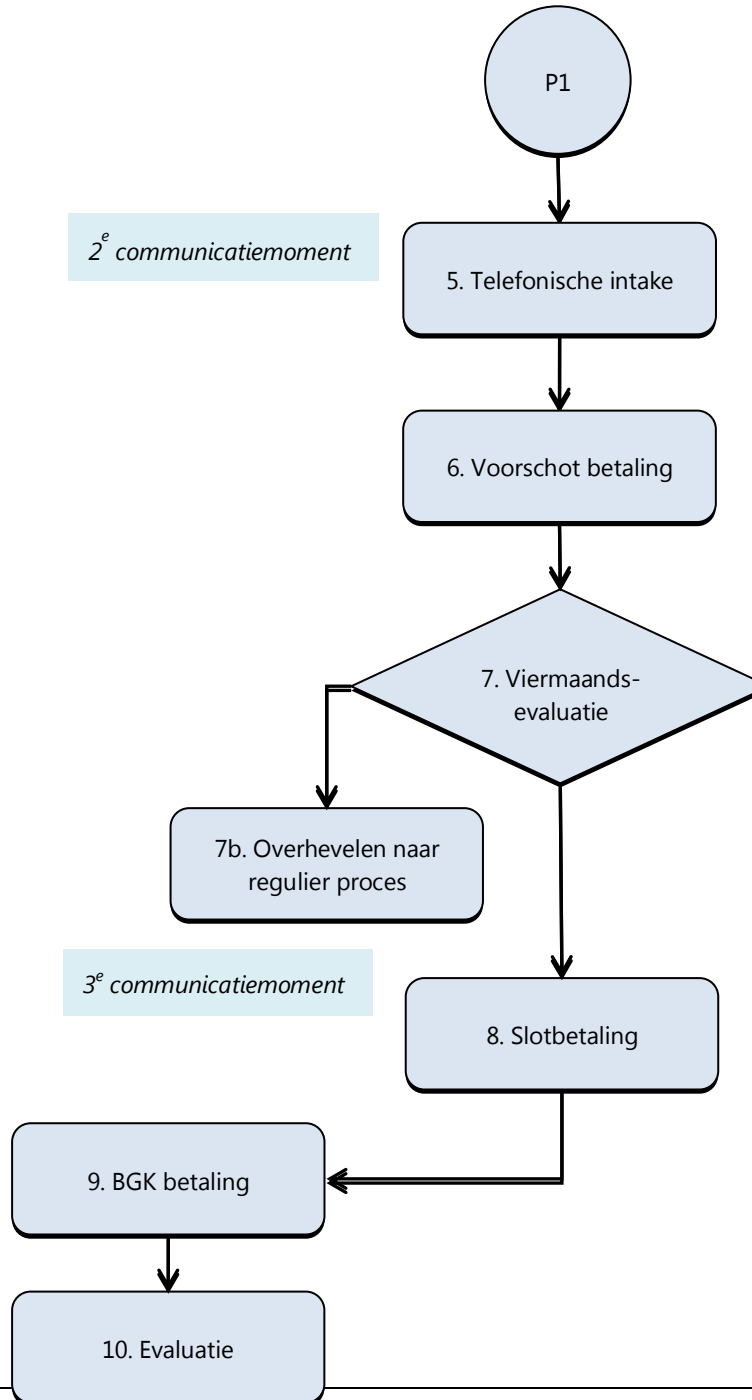 P1
2e communicatiemoment
5. Telefonische intake
6. Voorschot betaling
7. Viermaands-
evaluatie
7b. Overhevelen naar
regulier proces
3e communicatiemoment
8. Slotbetaling
9. BGK betaling
10. Evaluatie